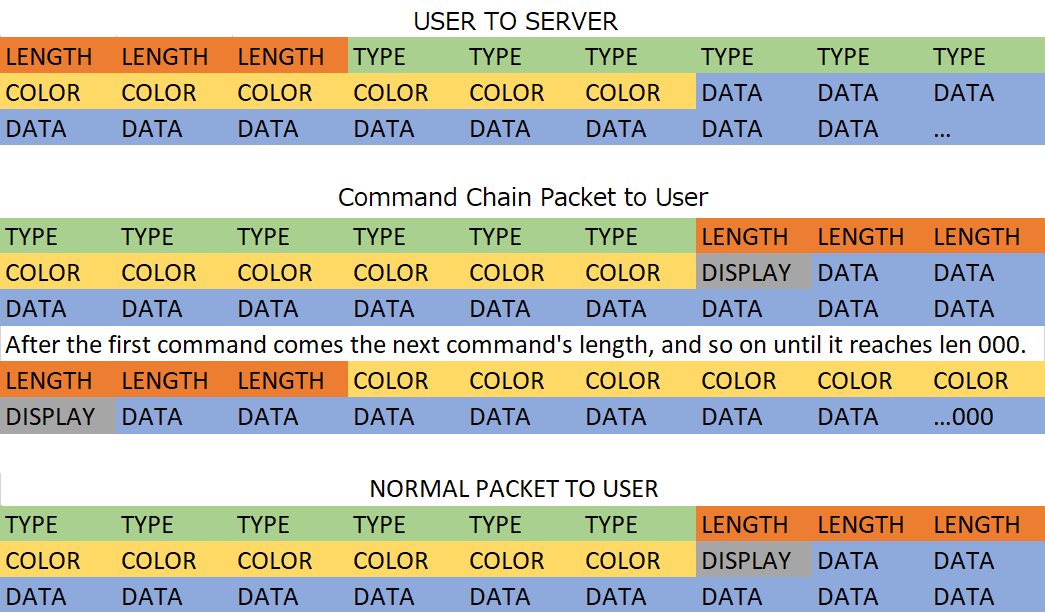 USER TO SERVER
LENGTH LENGTH LENGTH TYPE TYPE TYPE TYPE TYPE TYPE
COLOR COLOR COLOR COLOR COLOR COLOR DATA DATA DATA
DATA DATA DATA DATA DATA DATA DATA DATA ...
Command Chain Packet to User
TYPE TYPE TYPE TYPE TYPE TYPE LENGTH LENGTH LENGTH
COLOR COLOR COLOR COLOR COLOR COLOR DISPLAY DATA DATA
DATA DATA DATA DATA DATA DATA DATA DATA DATA
After the first command comes the next command's length, and so on until it reaches len 000.
LENGTH LENGTH LENGTH COLOR COLOR COLOR COLOR COLOR COLOR
DISPLAY DATA DATA DATA DATA DATA DATA DATA ...000
NORMAL PACKET TO USER
TYPE TYPE TYPE TYPE TYPE TYPE LENGTH LENGTH LENGTH
COLOR COLOR COLOR COLOR COLOR COLOR DISPLAY DATA DATA
DATA DATA DATA DATA DATA DATA DATA DATA DATA